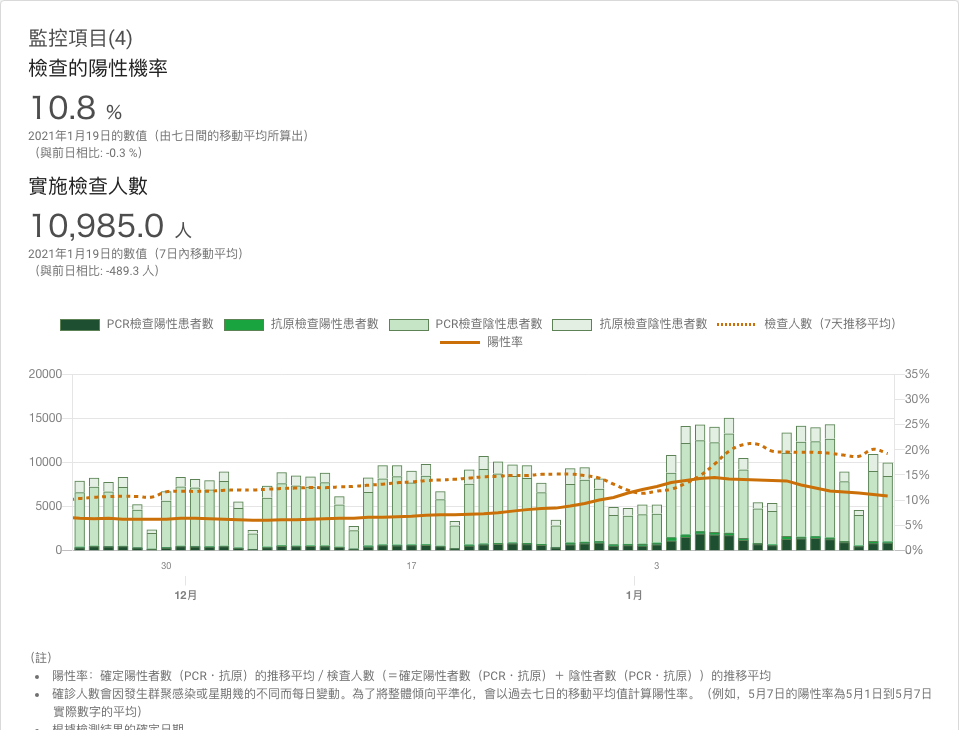 監控項目(4)
檢查的陽性機率
10.8 %
2021年1月19日的數值（由七日間的移動平均所算出）
（與前日相比: -0.3 %）
實施檢查人數
10,985.0 人
2021年1月19日的數值（7日內移動平均）
（與前日相比: -489.3 人）
PCR檢查陽性患者數 抗原檢查陽性患者數 PCR檢查陰性患者數 抗原檢查陰性患者數 檢查人數（7天推移平均）
陽性率
20000 35%
30%
15000 25%
20%
10000 15%
10%
5000 5%
0 0%
30 17 3
12月 1月
（註）
• 陽性率：確定陽性者數（PCR・抗原）的推移平均 / 檢查人數（＝確定陽性者數（PCR・抗原）＋ 陰性者數（PCR・抗原））的推移平均
• 確診人數會因發生群聚感染或星期幾的不同而每日變動。為了將整體傾向平準化，會以過去七日的移動平均值計算陽性率。（例如，5月7日的陽性率為5月1日到5月7日
實際數字的平均）
• 根據檢測結果的確定日期